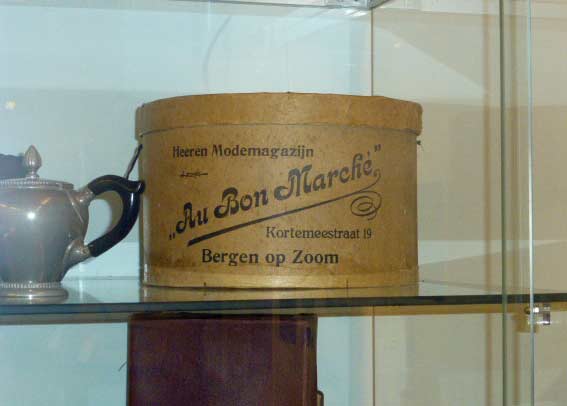 Heeren Modemagazijn
„Au Bon Marché”
Kortemeestraat 19
Bergen op Zoom